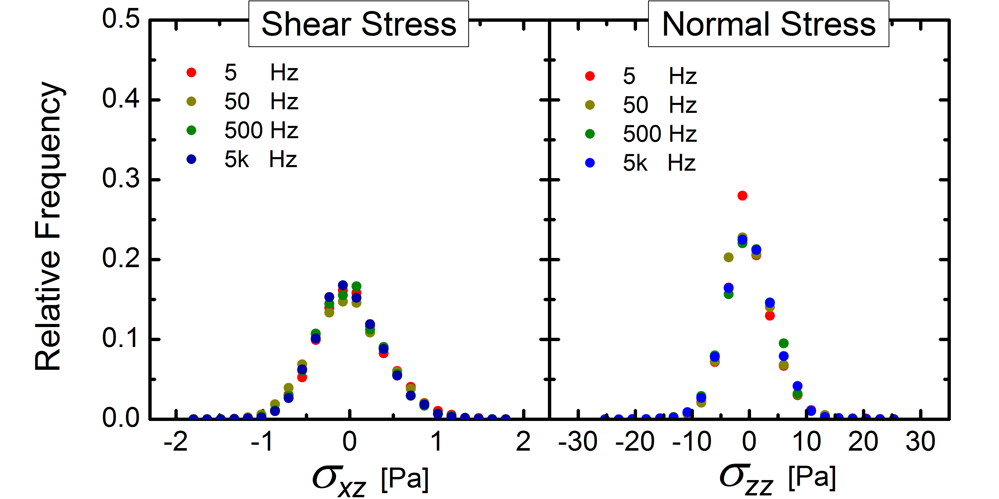 Shear Stress
Normal Stress
Relative Frequency
0.5
0.4
0.3
0.2
0.1
0.0
5 Hz
50 Hz
500 Hz
5k Hz
5 Hz
50 Hz
500 Hz
5k Hz
-2 -1 0 1 2
-30 -20 -10 0 10 20 30
σxz [Pa]
σzz [Pa]